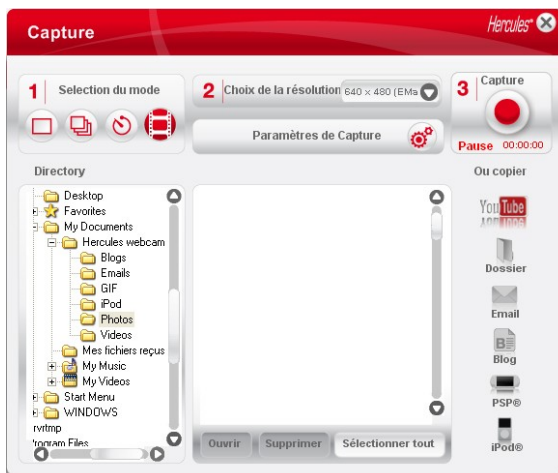 Capture
Hercules
1 Selection du mode
2 Choix de la résolution 640 x 480 (EMa
3 Capture
Paramètres de Capture
Pause 00:00:00
Directory
Ou copier
Desktop
Favorites
My Documents
Hercules webcam
Blogs
Emails
GIF
iPod
Photos
Videos
Mes fichiers reçus
My Music
My Videos
Start Menu
WINDOWS
rvrtmp
Program Files
YouTube
Dossier
Email
Blog
PSP®
iPod®
Ouvrir Supprimer Sélectionner tout